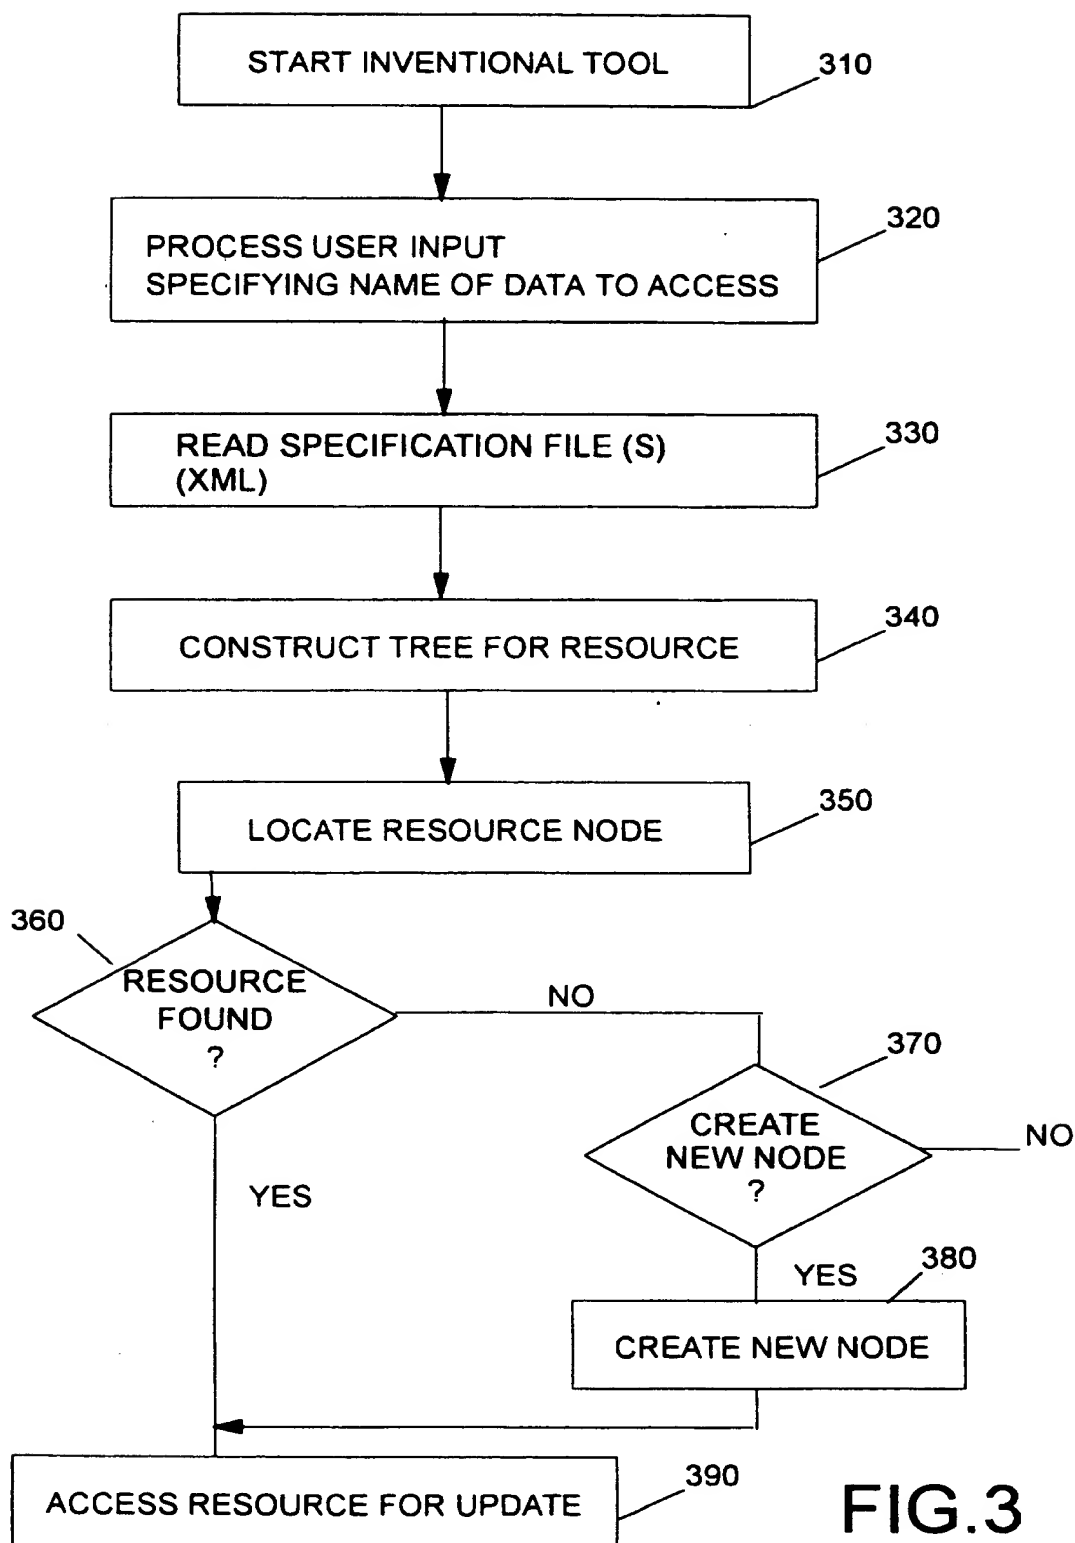 START INVENTIONAL TOOL
310
320
PROCESS USER INPUT
SPECIFYING NAME OF DATA TO ACCESS
330
READ SPECIFICATION FILE (S)
(XML)
340
CONSTRUCT TREE FOR RESOURCE
350
LOCATE RESOURCE NODE
360
RESOURCE
FOUND
?
NO
370
CREATE
NEW NODE
?
NO
YES
YES
380
CREATE NEW NODE
390
ACCESS RESOURCE FOR UPDATE
FIG.3